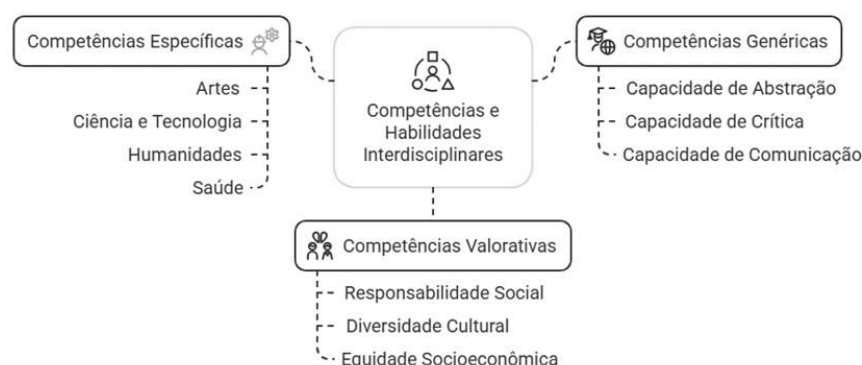 Competências Específicas
Artes
Ciência e Tecnologia
Humanidades
Saúde
Competências e
Habilidades
Interdisciplinares
Competências Genéricas
Capacidade de Abstração
Capacidade de Crítica
Capacidade de Comunicação
Competências Valorativas
Responsabilidade Social
Diversidade Cultural
Equidade Socioeconômica